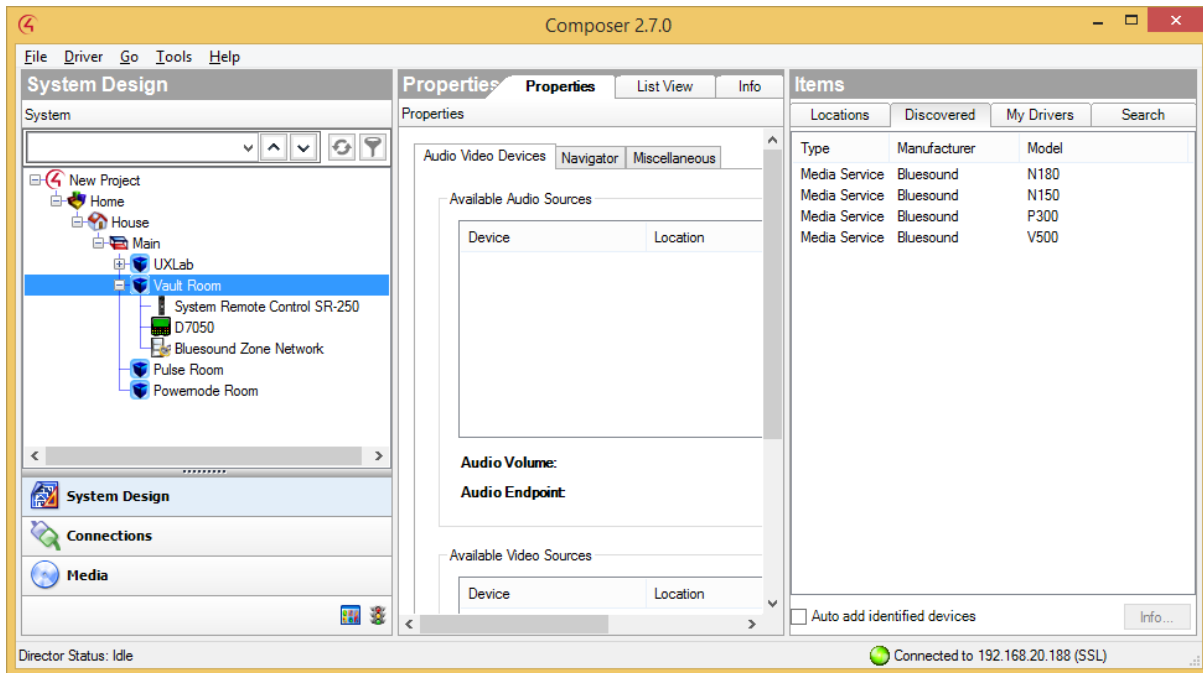 Composer 2.7.0
File Driver Go Tools Help
System Design
System
New Project
Home
House
Main
UXLab
Vault Room
System Remote Control SR-250
D7050
Bluesound Zone Network
Pulse Room
Powernode Room
System Design
Connections
Media
Properties Properties List View Info
Properties
Audio Video Devices Navigator Miscellaneous
Available Audio Sources
Device Location
Audio Volume:
Audio Endpoint:
Available Video Sources
Device Location
Items
Locations Discovered My Drivers Search
Type Manufacturer Model
Media Service Bluesound N180
Media Service Bluesound N150
Media Service Bluesound P300
Media Service Bluesound V500
Auto add identified devices Info...
Director Status: Idle Connected to 192.168.20.188 (SSL)